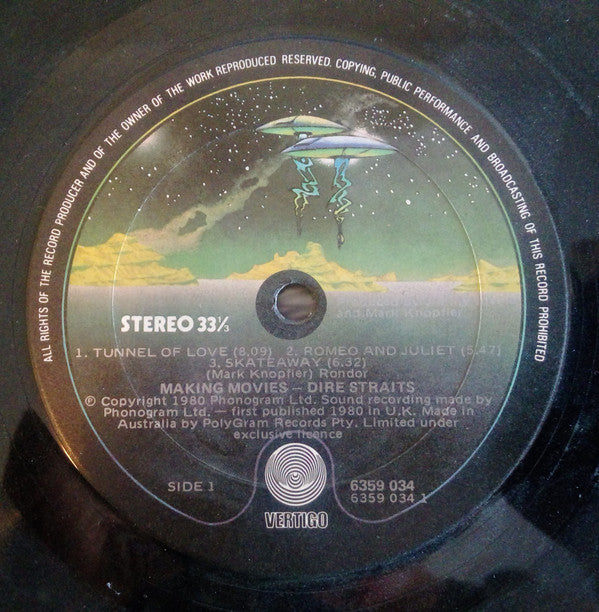 ALL RIGHTS OF THE RECORD PRODUCER AND OF THE OWNER OF THE WORK REPRODUCED RESERVED. COPYING, PUBLIC PERFORMANCE AND BROADCASTING OF THIS RECORD PROHIBITED
and Mark Knopfler
STEREO 33⅓
1. TUNNEL OF LOVE (8.09) 2. ROMEO AND JULIET
3. SKATEAWAY (6.32)
(Mark Knopfler) Rondor
MAKING MOVIES – DIRE STRAITS
Ⓟ Copyright 1980 Phonogram Ltd. Sound recording made by
Phonogram Ltd. — first published 1980 in U.K. Made in
Australia by PolyGram Records Pty. Limited under
exclusive licence
SIDE 1
6359 034
6359 034 1
VERTIGO